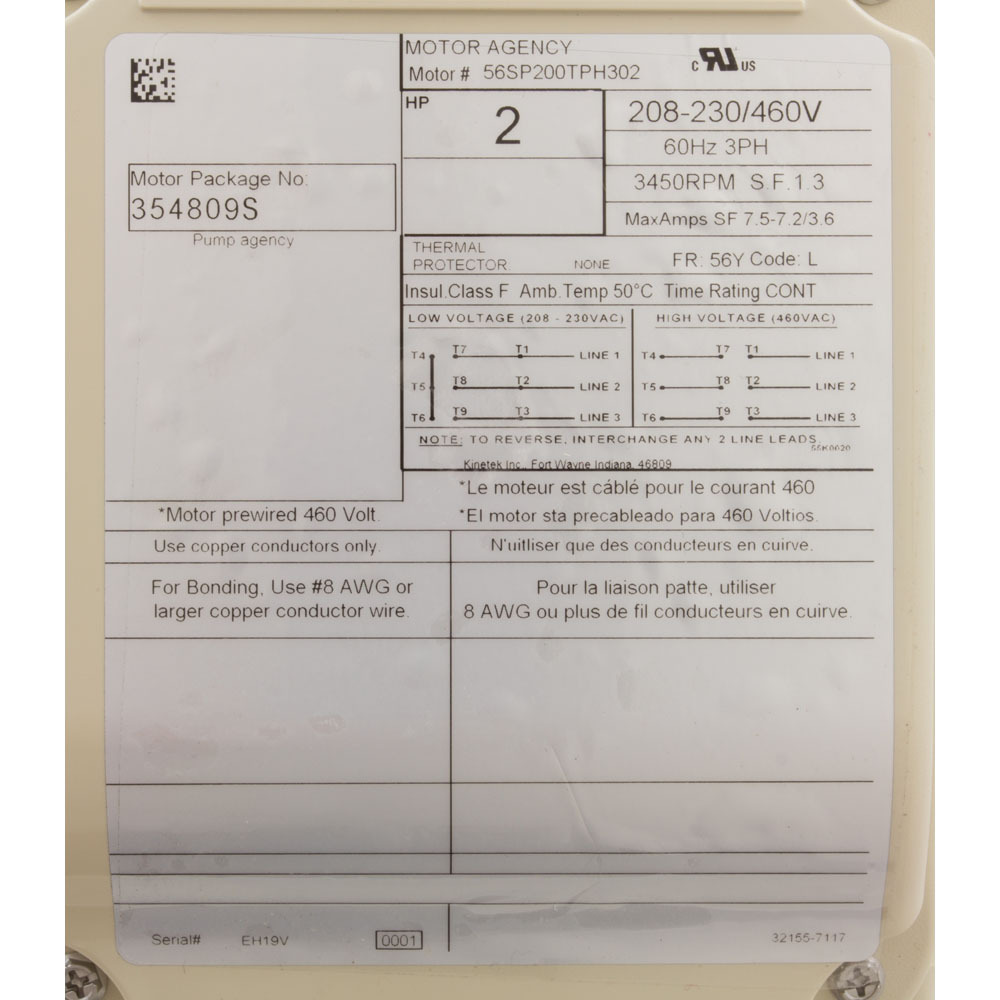 MOTOR AGENCY
Motor # 56SP200TPH302
c RU US
HP
2
208-230/460V
60Hz 3PH
3450RPM S.F.1.3
MaxAmps SF 7.5-7.2/3.6
Motor Package No:
354809S
Pump agency
THERMAL
PROTECTOR: NONE
FR: 56Y Code: L
Insul.Class F Amb.Temp 50°C Time Rating CONT
LOW VOLTAGE (208 - 230VAC)
T4 T7 T1 LINE 1
T5 T8 T2 LINE 2
T6 T9 T3 LINE 3
HIGH VOLTAGE (460VAC)
T4 T7 T1 LINE 1
T5 T8 T2 LINE 2
T6 T9 T3 LINE 3
NOTE: TO REVERSE, INTERCHANGE ANY 2 LINE LEADS.
SSK0020
Kinetek Inc., Fort Wayne Indiana, 46809
*Motor prewired 460 Volt.
*Le moteur est cáblé pour le courant 460
*El motor sta precableado para 460 Voltios.
Use copper conductors only.
N'uitliser que des conducteurs en cuirve.
For Bonding, Use #8 AWG or
larger copper conductor wire.
Pour la liaison patte, utiliser
8 AWG ou plus de fil conducteurs en cuirve.
Serial# EH19V 0001
32155-7117